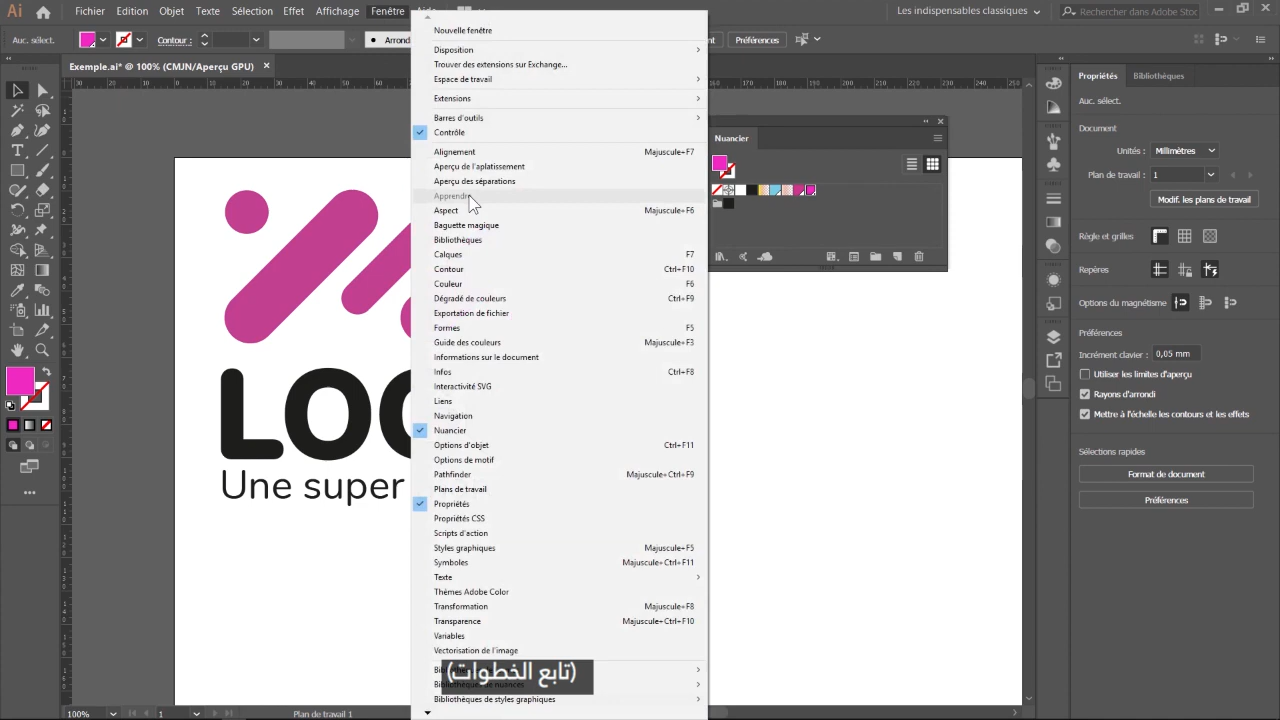 Ai Fichier Edition Objet Texte Sélection Effet Affichage Fenêtre Aide
Les indispensables classiques
Rechercher dans Adobe Stoc
Auc. sélect.
Contour :
Arrond
Préférences
Exemple.ai* @ 100% (CMJN/Aperçu GPU)
Nouvelle fenêtre
Disposition
Trouver des extensions sur Exchange...
Espace de travail
Extensions
Barres d'outils
Contrôle
Alignement Majuscule+F7
Aperçu de l'aplatissement
Aperçu des séparations
Apprendre
Aspect Majuscule+F6
Baguette magique
Bibliothèques
Calques F7
Contour Ctrl+F10
Couleur F6
Dégradé de couleurs Ctrl+F9
Exportation de fichier
Formes F5
Guide des couleurs Majuscule+F3
Informations sur le document
Infos Ctrl+F8
Interactivité SVG
Liens
Navigation
Nuancier
Options d'objet Ctrl+F11
Options de motif
Pathfinder Majuscule+Ctrl+F9
Plans de travail
Propriétés
Propriétés CSS
Scripts d'action
Styles graphiques Majuscule+F5
Symboles Majuscule+Ctrl+F11
Texte
Thèmes Adobe Color
Transformation Majuscule+F8
Transparence Majuscule+Ctrl+F10
Variables
Vectorisation de l'image
(تابع الخطوات)
Bibliothèques de styles graphiques
LOG
Une super
Nuancier
Propriétés Bibliothèques
Auc. sélect.
Document
Unités : Millimètres
Plan de travail : 1
Modif. les plans de travail
Règle et grilles
Repères
Options du magnétisme
Préférences
Incrément clavier : 0,05 mm
Utiliser les limites d'aperçu
Rayons d'arrondi
Mettre à l'échelle les contours et les effets
Sélections rapides
Format de document
Préférences
100% 1 Plan de travail 1